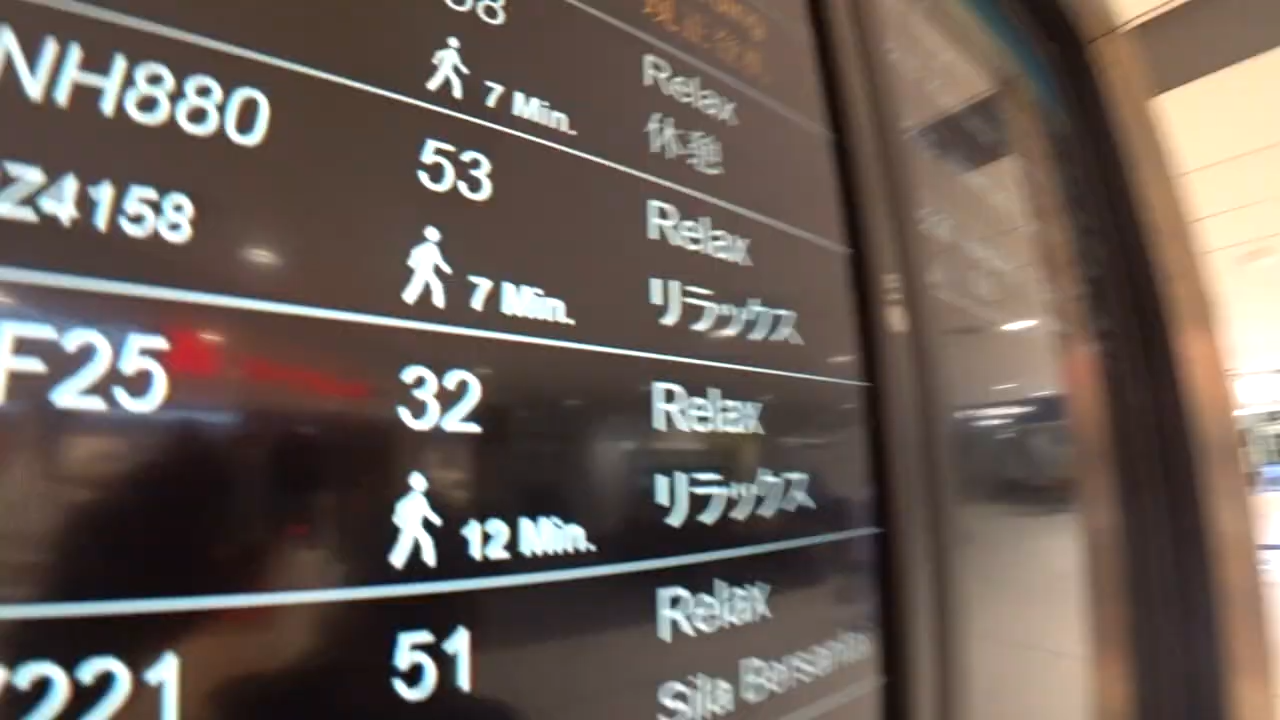 7 Min.
Relax
休憩
NH880
53
Relax
Z4158
7 Min.
リラックス
F25
32
Relax
12 Min.
リラックス
51
Relax
221
Sila